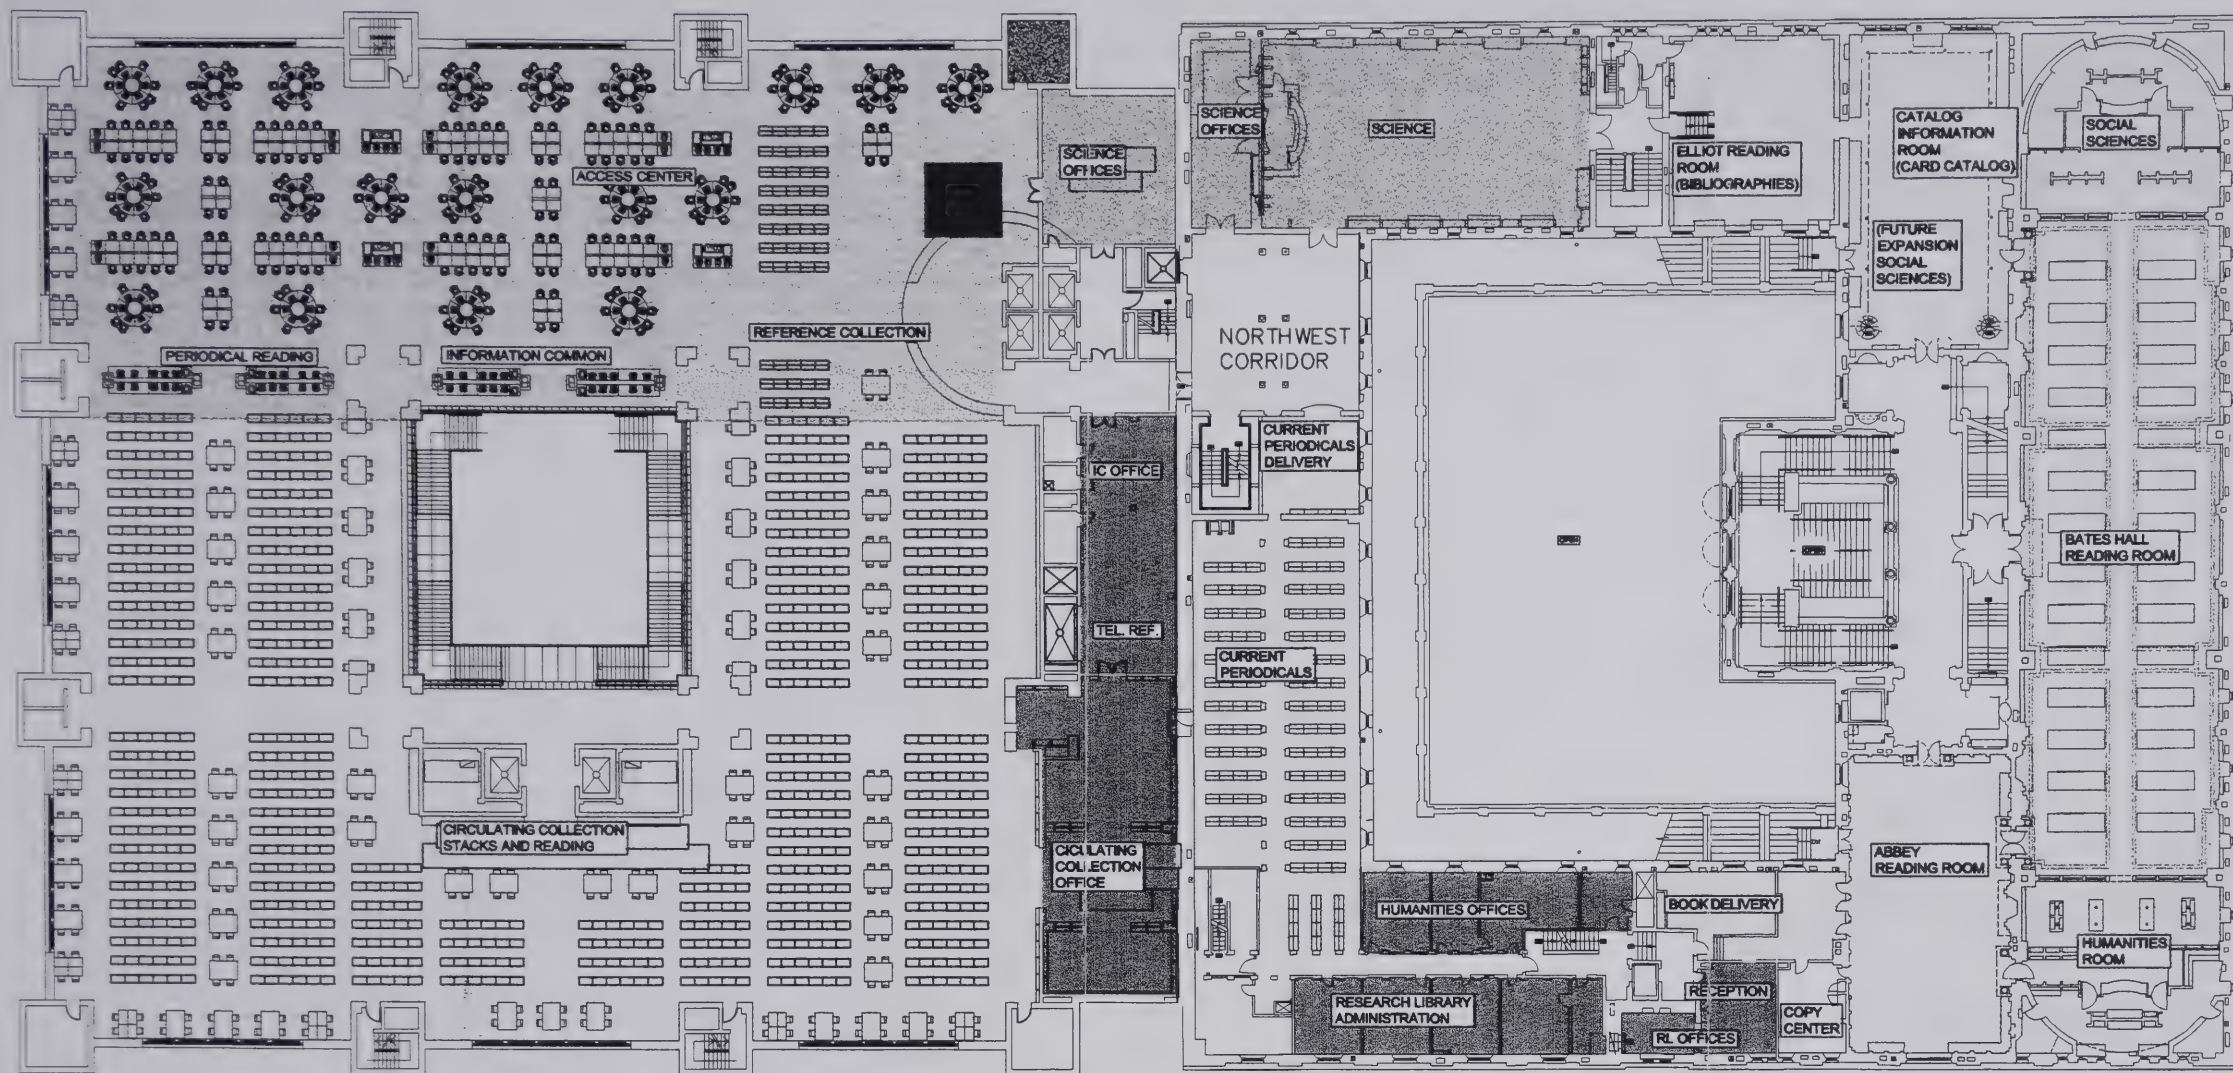 SCIENCE
OFFICES
SCIENCE
CATALOG
INFORMATION
ROOM
(CARD CATALOG)
SOCIAL
SCIENCES
SCIENCE
OFFICES
ELLIOT READING
ROOM
(BIBLIOGRAPHIES)
ACCESS CENTER
(FUTURE
EXPANSION
SOCIAL
SCIENCES)
REFERENCE COLLECTION
NORTHWEST
CORRIDOR
PERIODICAL READING
INFORMATION COMMON
CURRENT
PERIODICALS
DELIVERY
IC OFFICE
OPEN
OPEN
BATES HALL
READING ROOM
TEL. REF.
CURRENT
PERIODICALS
CIRCULATING COLLECTION
STACKS AND READING
CICULATING
COLLECTION
OFFICE
ABBEY
READING ROOM
HUMANITIES OFFICES
BOOK DELIVERY
HUMANITIES
ROOM
RESEARCH LIBRARY
ADMINISTRATION
RECEPTION
COPY
CENTER
RL OFFICES